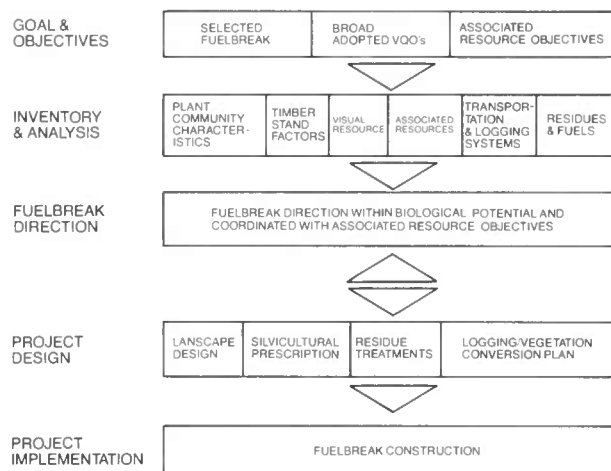 GOAL &
OBJECTIVES
SELECTED
FUELBREAK
BROAD
ADOPTED VQO's
ASSOCIATED
RESOURCE OBJECTIVES
INVENTORY
& ANALYSIS
PLANT
COMMUNITY
CHARACTER-
ISTICS
TIMBER
STAND
FACTORS
VISUAL
RESOURCE
ASSOCIATED
RESOURCES
TRANSPOR-
TATION
& LOGGING
SYSTEMS
RESIDUES
& FUELS
FUELBREAK
DIRECTION
FUELBREAK DIRECTION WITHIN BIOLOGICAL POTENTIAL AND
COORDINATED WITH ASSOCIATED RESOURCE OBJECTIVES
PROJECT
DESIGN
LANSCAPE
DESIGN
SILVICULTURAL
PRESCRIPTION
RESIDUE
TREATMENTS
LOGGING/VEGETATION
CONVERSION PLAN
PROJECT
IMPLEMENTATION
FUELBREAK CONSTRUCTION